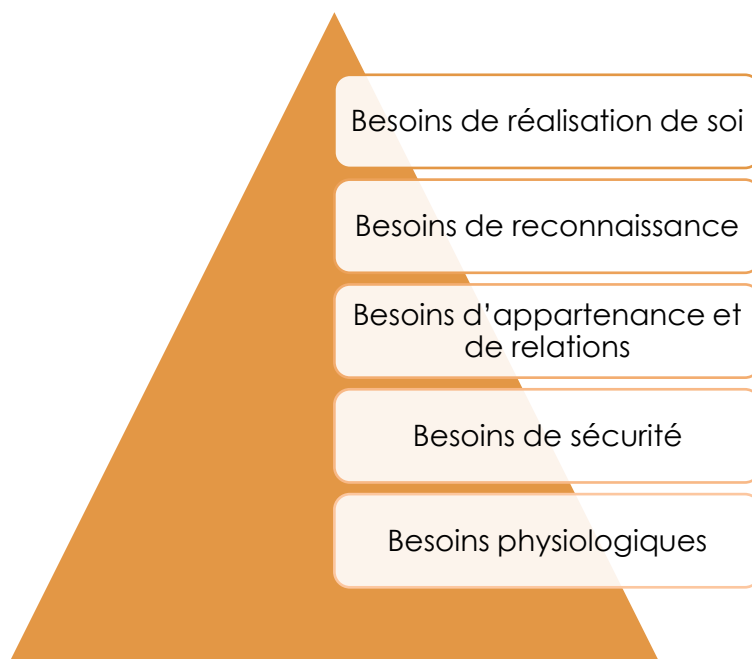 Besoins de réalisation de soi
Besoins de reconnaissance
Besoins d’appartenance et
de relations
Besoins de sécurité
Besoins physiologiques